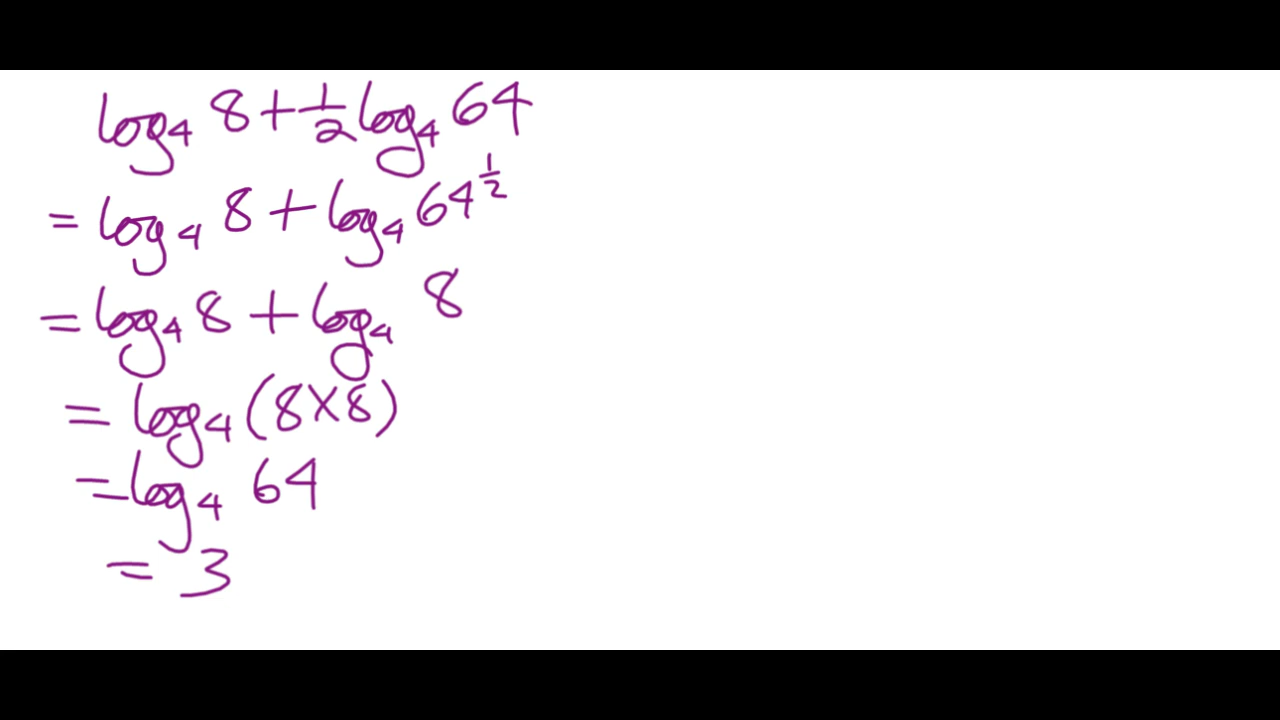 log₄ 8 + ½ log₄ 64
= log₄ 8 + log₄ 64^½
= log₄ 8 + log₄ 8
= log₄ (8×8)
= log₄ 64
= 3